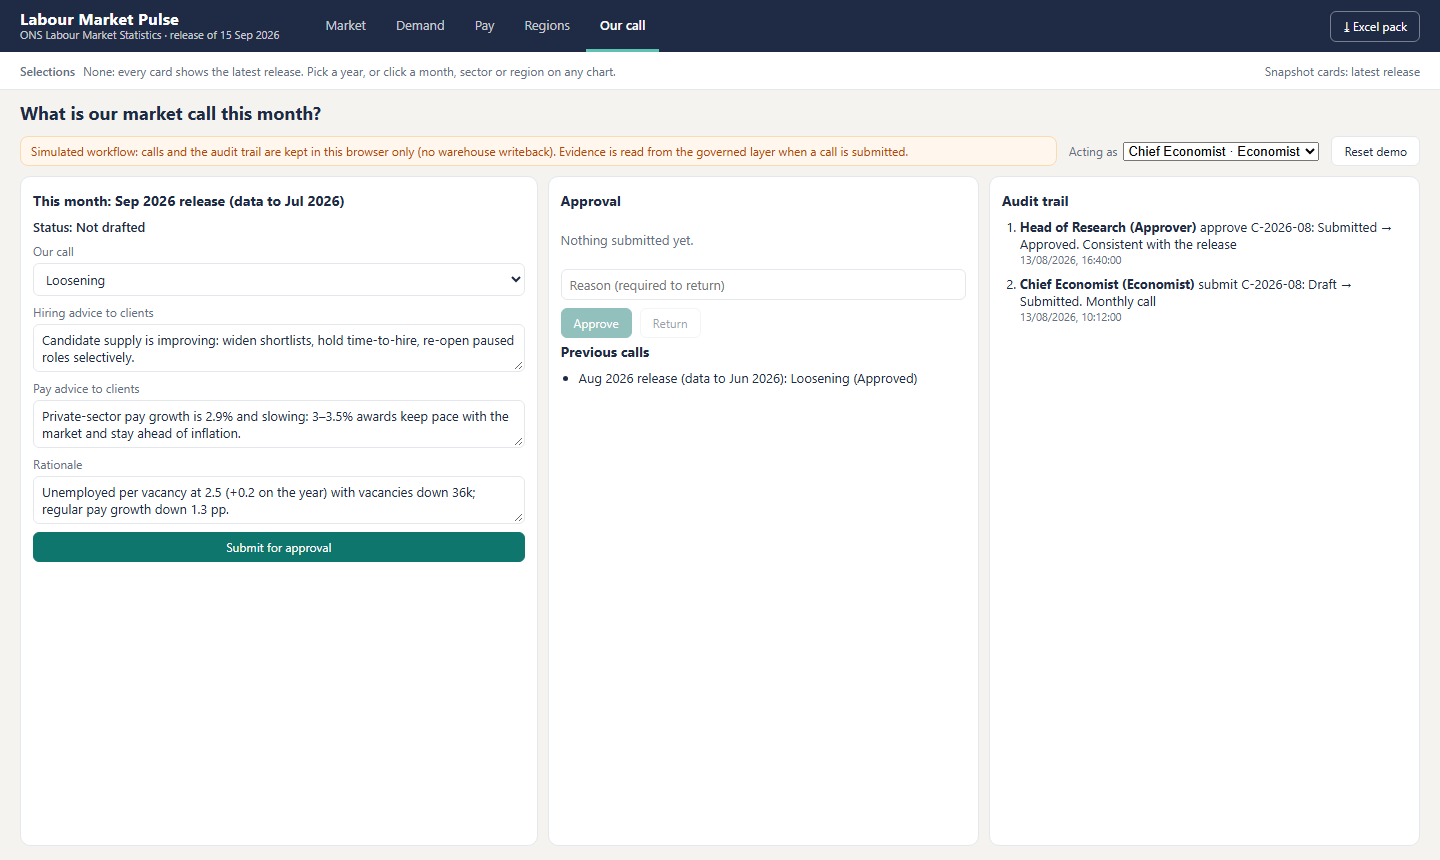 Labour Market Pulse
ONS Labour Market Statistics · release of 15 Sep 2026
Market
Demand
Pay
Regions
Our call
⤓ Excel pack
Selections None: every card shows the latest release. Pick a year, or click a month, sector or region on any chart.
Snapshot cards: latest release
What is our market call this month?
Simulated workflow: calls and the audit trail are kept in this browser only (no warehouse writeback). Evidence is read from the governed layer when a call is submitted.
Acting as
Chief Economist · Economist
Reset demo
This month: Sep 2026 release (data to Jul 2026)
Status: Not drafted
Our call
Loosening
Hiring advice to clients
Candidate supply is improving: widen shortlists, hold time-to-hire, re-open paused
roles selectively.
Pay advice to clients
Private-sector pay growth is 2.9% and slowing: 3–3.5% awards keep pace with the
market and stay ahead of inflation.
Rationale
Unemployed per vacancy at 2.5 (+0.2 on the year) with vacancies down 36k;
regular pay growth down 1.3 pp.
Submit for approval
Approval
Nothing submitted yet.
Reason (required to return)
Approve
Return
Previous calls
• Aug 2026 release (data to Jun 2026): Loosening (Approved)
Audit trail
1. Head of Research (Approver) approve C-2026-08: Submitted →
Approved. Consistent with the release
13/08/2026, 16:40:00
2. Chief Economist (Economist) submit C-2026-08: Draft →
Submitted. Monthly call
13/08/2026, 10:12:00